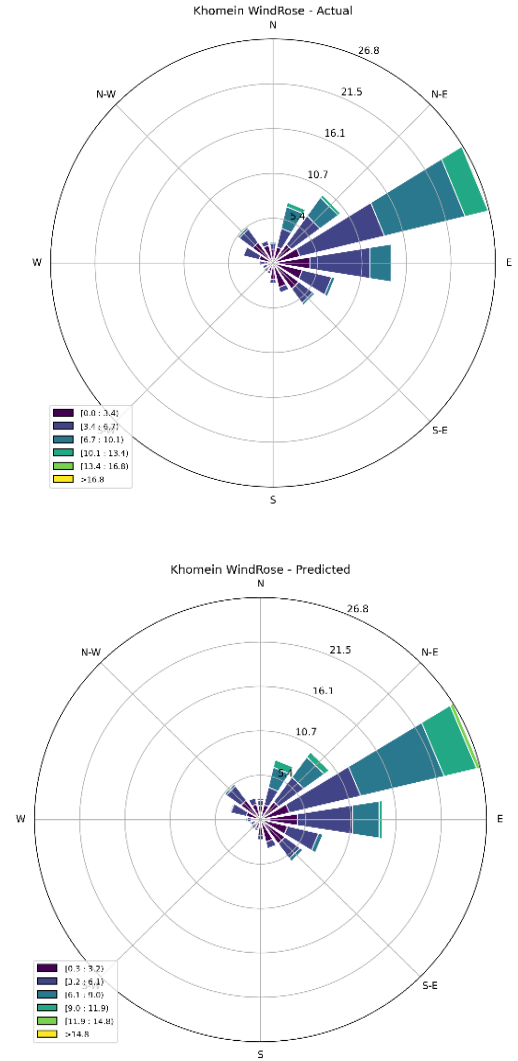 Khomein WindRose - Actual
N
26.8
N-W
21.5
N-E
16.1
10.7
5.4
W
E
[0.0 : 3.4)
[3.4 : 6.7)
[6.7 : 10.1)
[10.1 : 13.4)
[13.4 : 16.8)
>16.8
S-E
S
Khomein WindRose - Predicted
N
26.8
N-W
21.5
N-E
16.1
10.7
W
E
[0.3 : 3.2)
[3.2 : 6.1)
[6.1 : 9.0)
[9.0 : 11.9)
[11.9 : 14.8)
>14.8
S-E
S